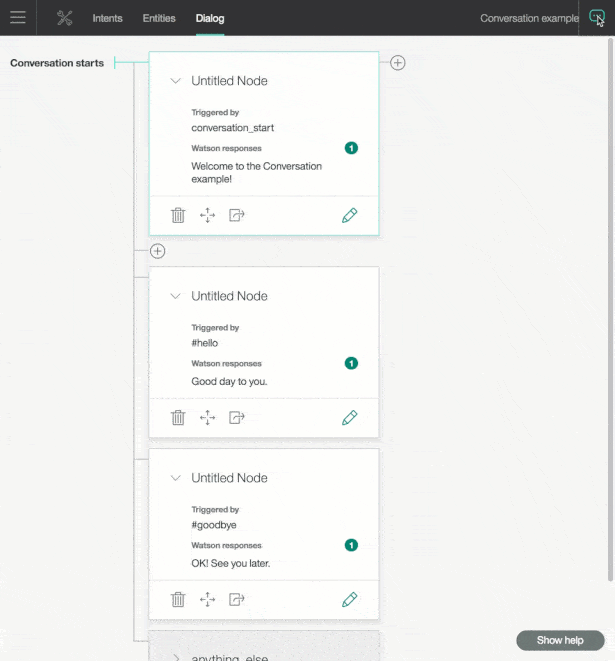 Intents Entities Dialog Conversation example
Conversation starts
Untitled Node
Triggered by
conversation_start
Watson responses
1
Welcome to the Conversation
example!
Untitled Node
Triggered by
#hello
Watson responses
1
Good day to you.
Untitled Node
Triggered by
#goodbye
Watson responses
1
OK! See you later.
Show help
anything_else